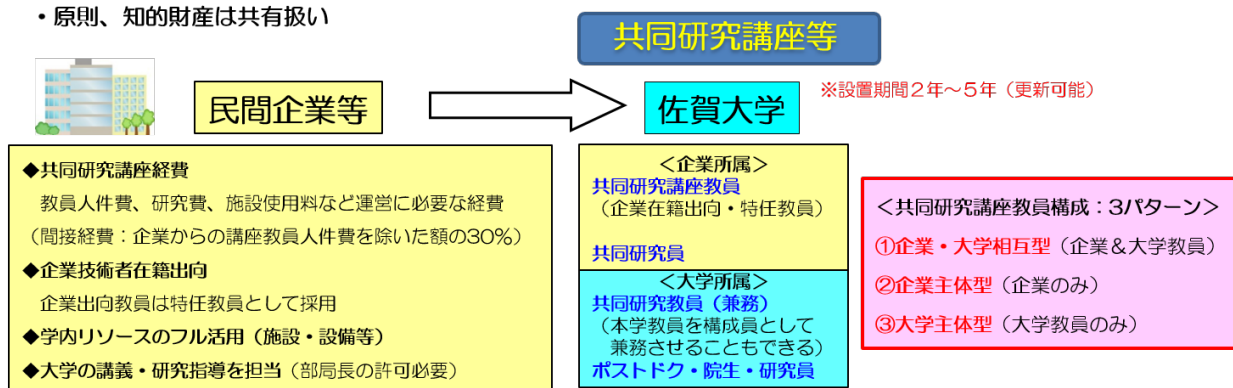 ・原則、知的財産は共有扱い
共同研究講座等
民間企業等
佐賀大学
※設置期間2年~5年（更新可能）
◆共同研究講座経費
教員人件費、研究費、施設使用料など運営に必要な経費
（間接経費：企業からの講座教員人件費を除いた額の30％）
◆企業技術者在籍出向
企業出向教員は特任教員として採用
◆学内リソースのフル活用（施設・設備等）
◆大学の講義・研究指導を担当（部局長の許可必要）
＜企業所属＞
共同研究講座教員
（企業在籍出向・特任教員）
共同研究員
＜大学所属＞
共同研究教員（兼務）
（本学教員を構成員として
兼務させることもできる）
ポストドク・院生・研究員
＜共同研究講座教員構成：3パターン＞
①企業・大学相互型（企業＆大学教員）
②企業主体型（企業のみ）
③大学主体型（大学教員のみ）